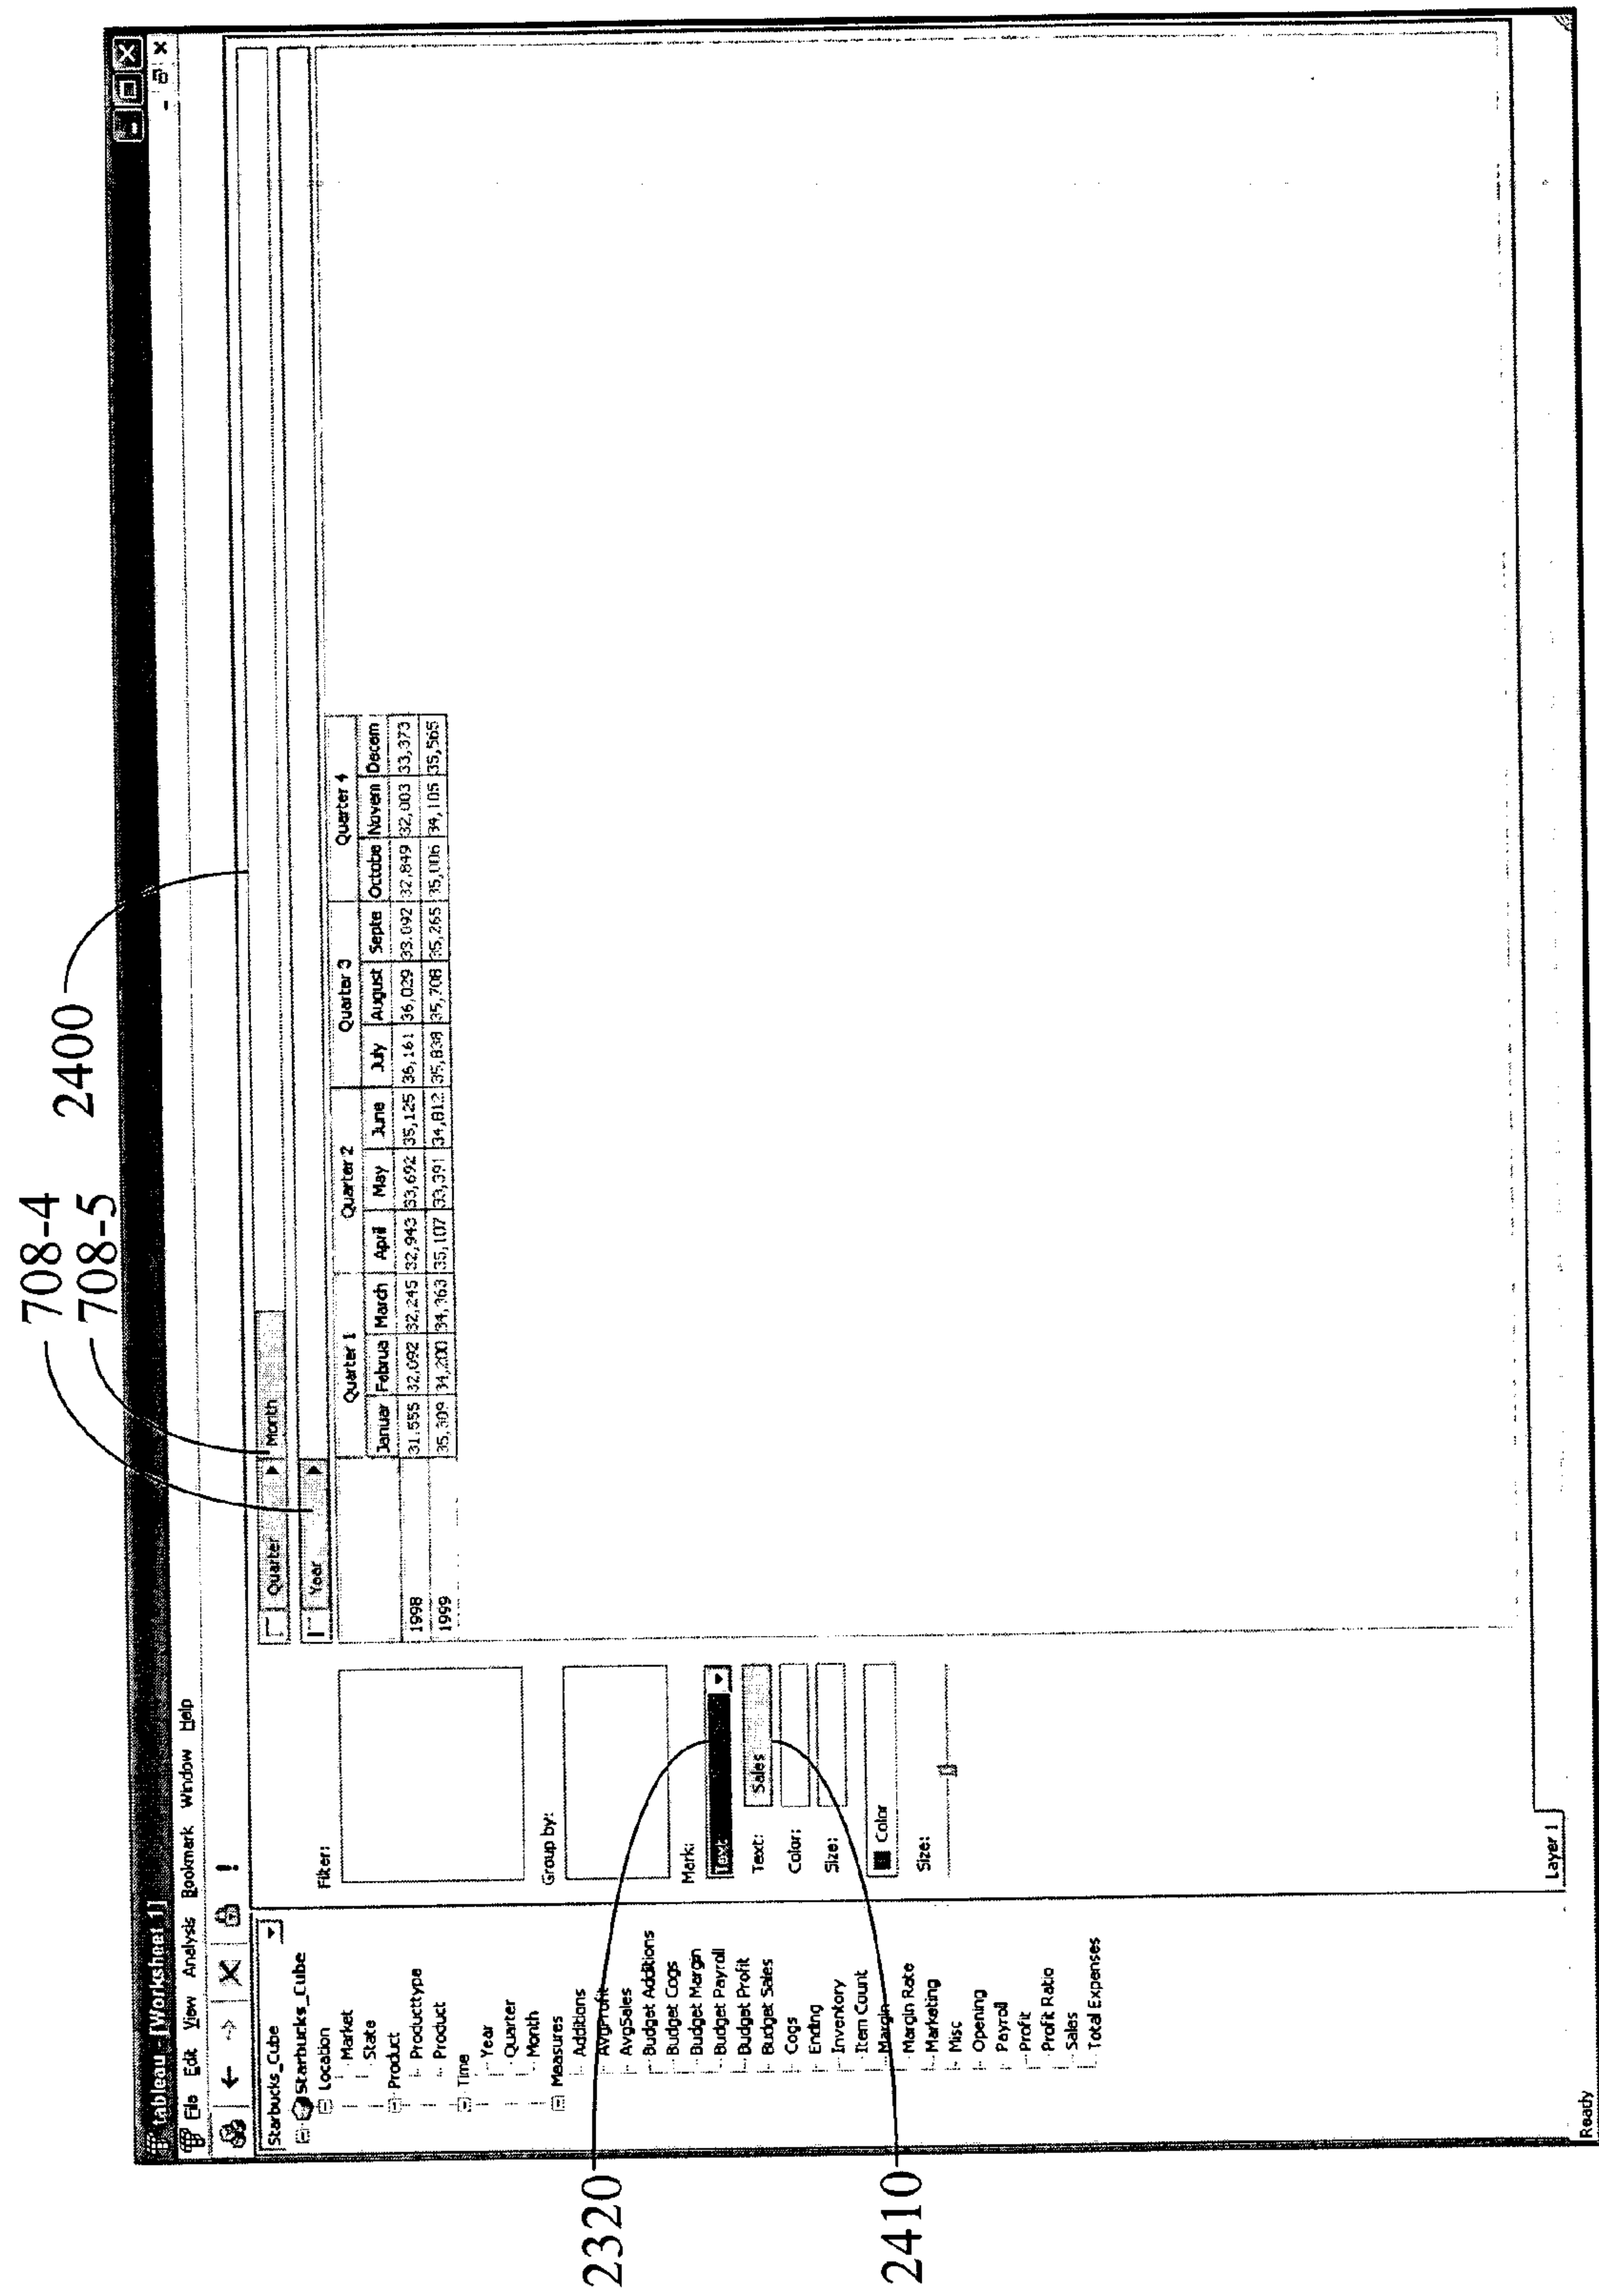 708-4
708-5
2400
tableau - [Worksheet 1]
File Edit View Analysis Bookmark Window Help
Starbucks_Cube
Starbucks_Cube
Location
Market
State
Product
Producttype
Product
Time
Year
Quarter
Month
Measures
Additions
AvgProfit
AvgSales
Budget Additions
Budget Cogs
Budget Margin
Budget Payroll
Budget Profit
Budget Sales
Cogs
Ending
Inventory
Item Count
Margin
Margin Rate
Marketing
Misc
Opening
Payroll
Profit
Profit Ratio
Sales
Total Expenses
Filter:
Group by:
Mark:
Text
Text: Sales
Color:
Size:
Color
Size:
Quarter Month
Year
Quarter 1 Quarter 2 Quarter 3 Quarter 4
Januar Februa March April May June July August Septe Octobe Novem Decem
1998 31,555 32,092 32,245 32,943 33,692 35,125 36,161 36,029 33,092 32,849 32,003 33,373
1999 35,309 34,200 34,363 35,107 33,391 34,812 35,838 35,708 35,265 35,006 34,105 35,565
Layer 1
Ready
2320
2410